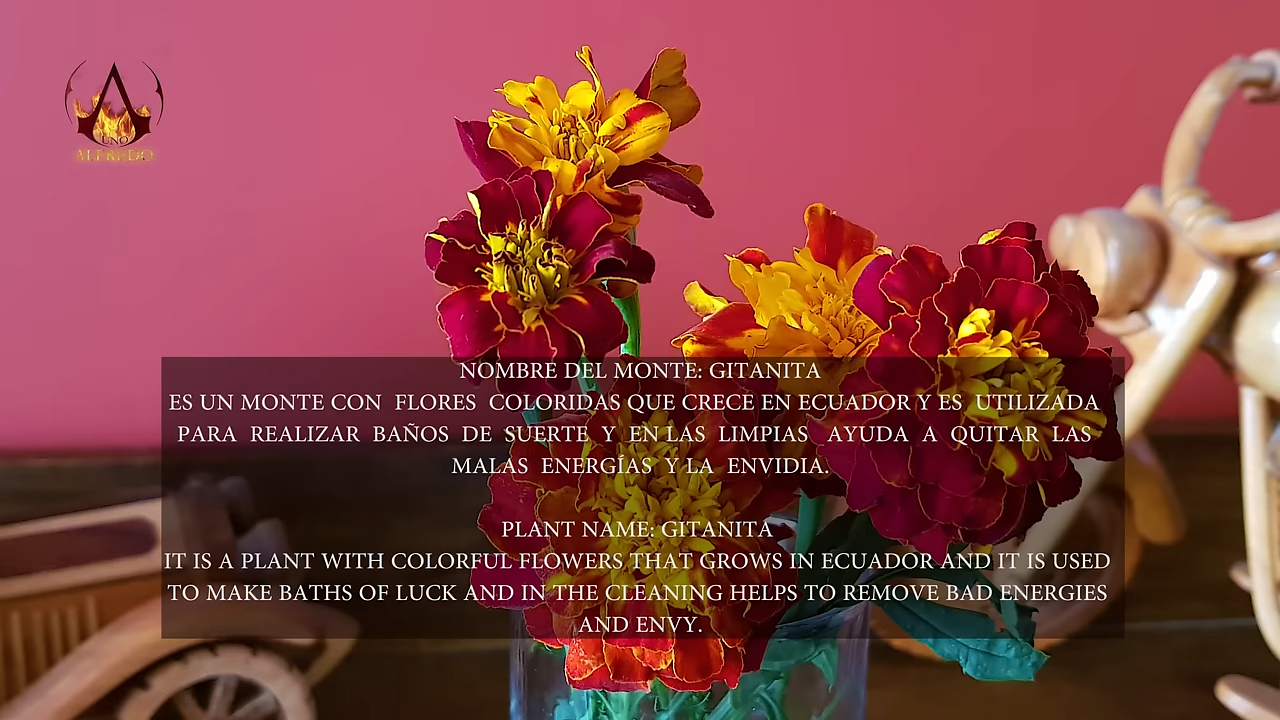 UNO
ALFREDO
NOMBRE DEL MONTE: GITANITA
ES UN MONTE CON FLORES COLORIDAS QUE CRECE EN ECUADOR Y ES UTILIZADA
PARA REALIZAR BAÑOS DE SUERTE Y EN LAS LIMPIAS AYUDA A QUITAR LAS
MALAS ENERGÍAS Y LA ENVIDIA.
PLANT NAME: GITANITA
IT IS A PLANT WITH COLORFUL FLOWERS THAT GROWS IN ECUADOR AND IT IS USED
TO MAKE BATHS OF LUCK AND IN THE CLEANING HELPS TO REMOVE BAD ENERGIES
AND ENVY.